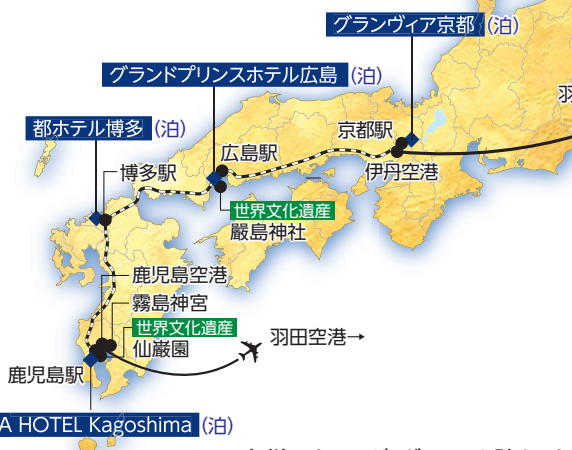 グランヴィア京都(泊)
グランドプリンスホテル広島(泊)
羽
都ホテル博多(泊)
京都駅
広島駅
博多駅
伊丹空港
世界文化遺産
嚴島神社
鹿児島空港
霧島神宮
世界文化遺産
仙巌園
羽田空港→
鹿児島駅
A HOTEL Kagoshima(泊)